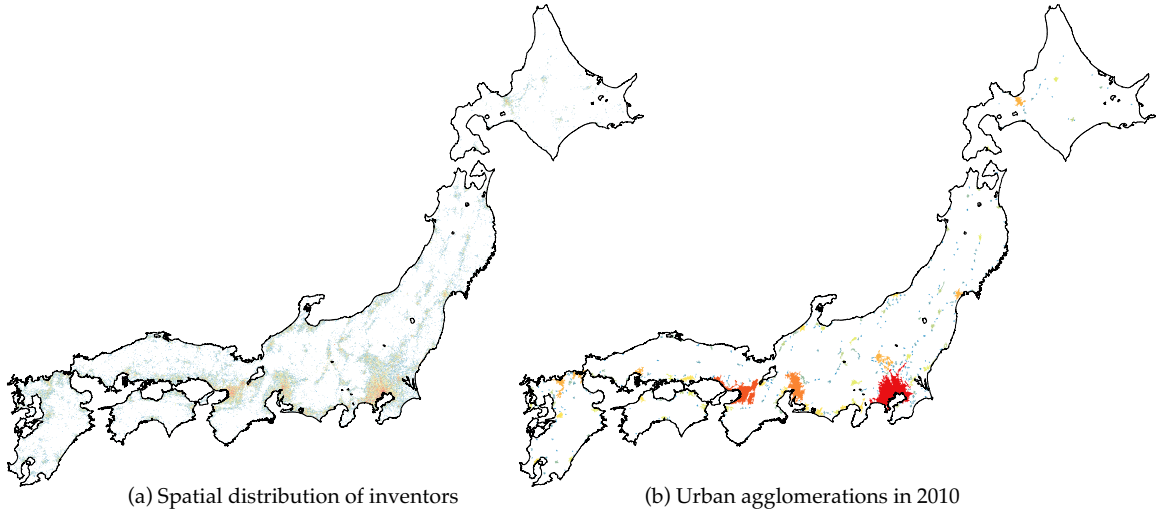 (a) Spatial distribution of inventors
(b) Urban agglomerations in 2010